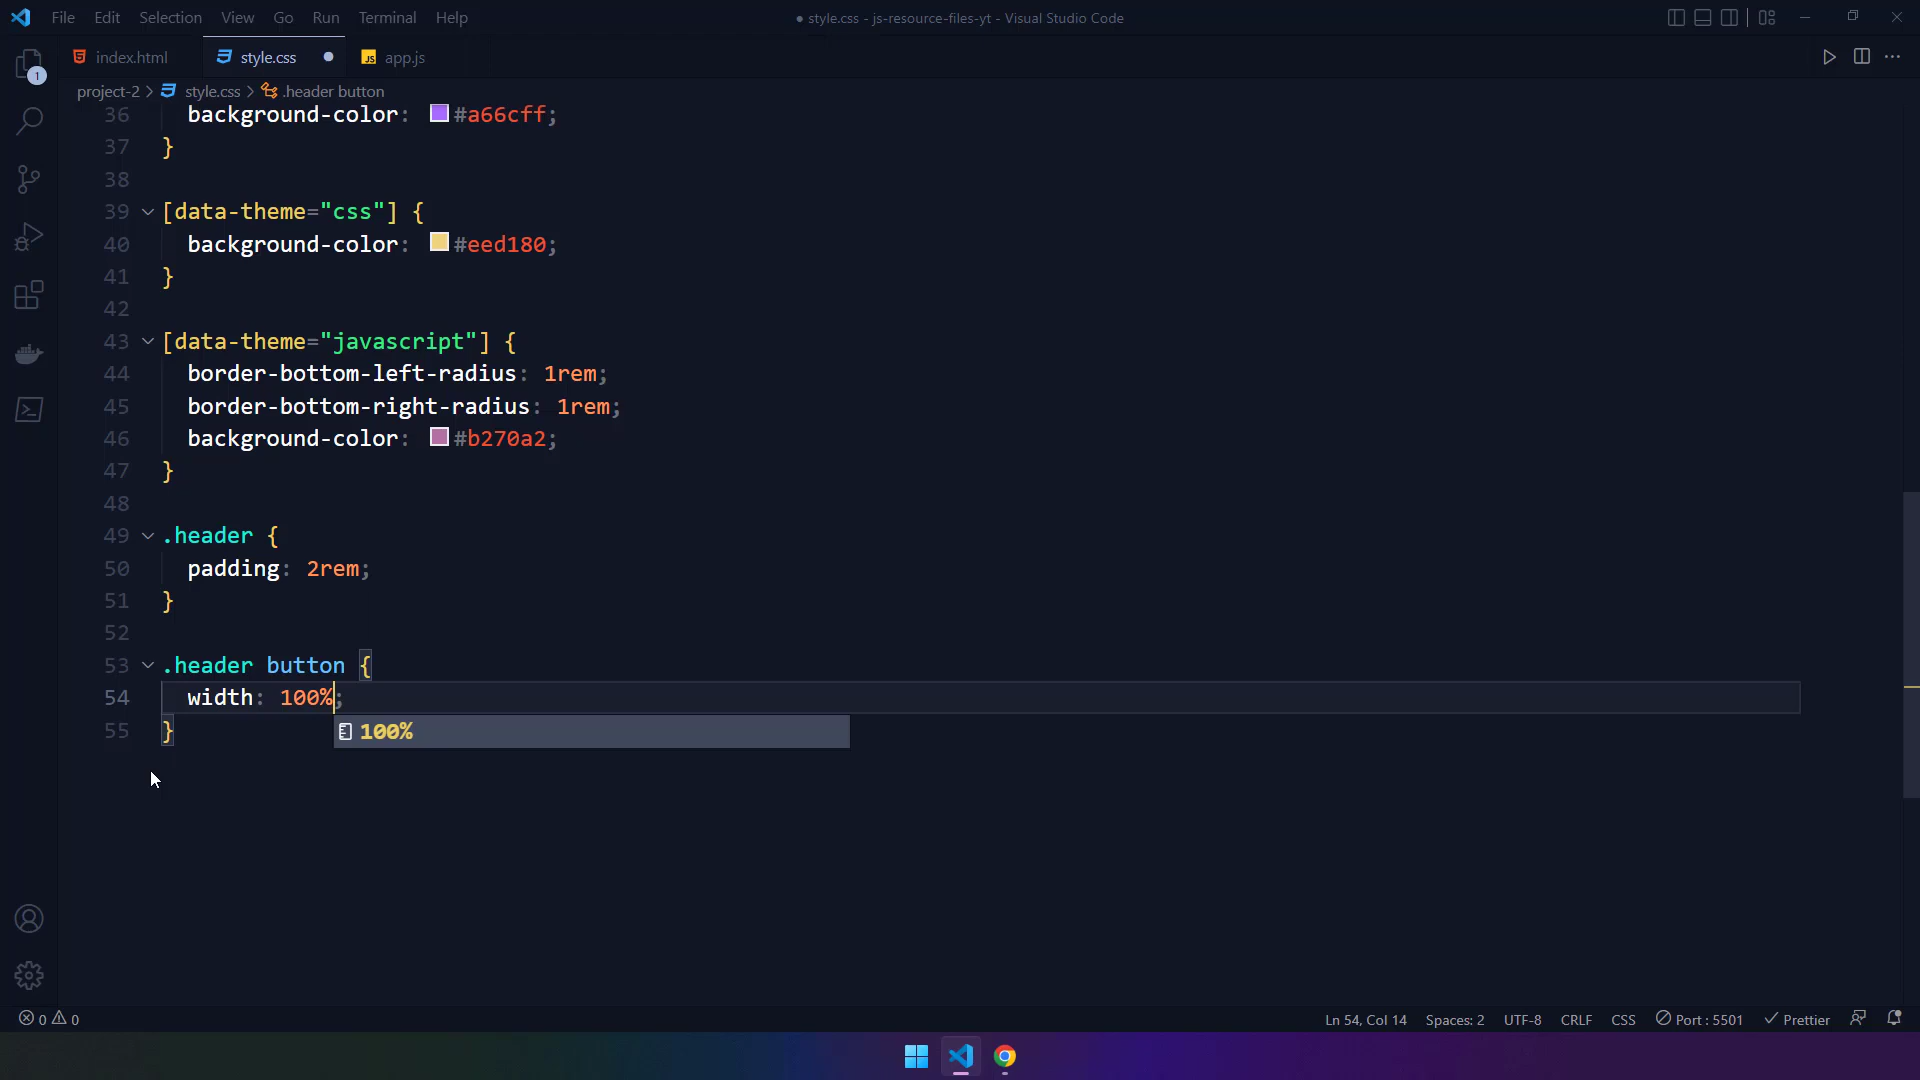 File Edit Selection View Go Run Terminal Help
● style.css - js-resource-files-yt - Visual Studio Code
index.html
style.css
app.js
1
project-2 > style.css > .header button
36 background-color: #a66cff;
37 }
38
39 [data-theme="css"] {
40 background-color: #eed180;
41 }
42
43 [data-theme="javascript"] {
44 border-bottom-left-radius: 1rem;
45 border-bottom-right-radius: 1rem;
46 background-color: #b270a2;
47 }
48
49 .header {
50 padding: 2rem;
51 }
52
53 .header button {
54 width: 100%;
55 }
100%
0 0
Ln 54, Col 14 Spaces: 2 UTF-8 CRLF CSS Port : 5501 Prettier